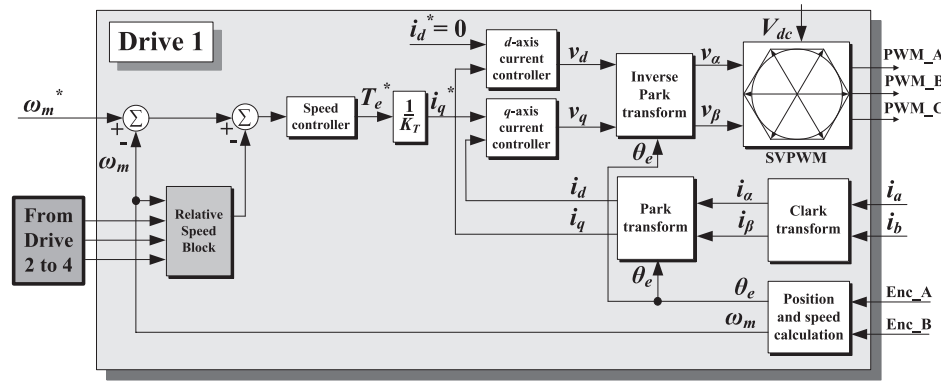 Drive 1
i_d^* = 0
V_dc
d-axis
current
controller
v_d
Inverse
Park
transform
v_α
PWM_A
PWM_B
PWM_C
ω_m^*
+
-
Σ
+
-
Σ
Speed
controller
T_e^*
1
K_T
i_q^*
q-axis
current
controller
v_q
v_β
SVPWM
θ_e
ω_m
From
Drive
2 to 4
Relative
Speed
Block
i_d
i_q
Park
transform
i_α
i_β
Clark
transform
i_a
i_b
θ_e
θ_e
ω_m
Position
and speed
calculation
Enc_A
Enc_B